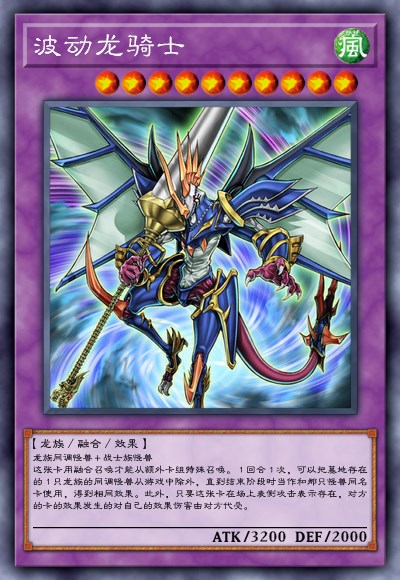 波动龙骑士
風
【龙族/融合/效果】
龙族同调怪兽+战士族怪兽
这张卡用融合召唤才能从额外卡组特殊召唤。1回合1次,可以把墓地存在
的1只龙族的同调怪兽从游戏中除外,直到结束阶段时当作和那只怪兽同名
卡使用,得到相同效果。此外,只要这张卡在场上表侧攻击表示存在,对方
的卡的效果发生的对自己的效果伤害由对方代受。
ATK/3200 DEF/2000